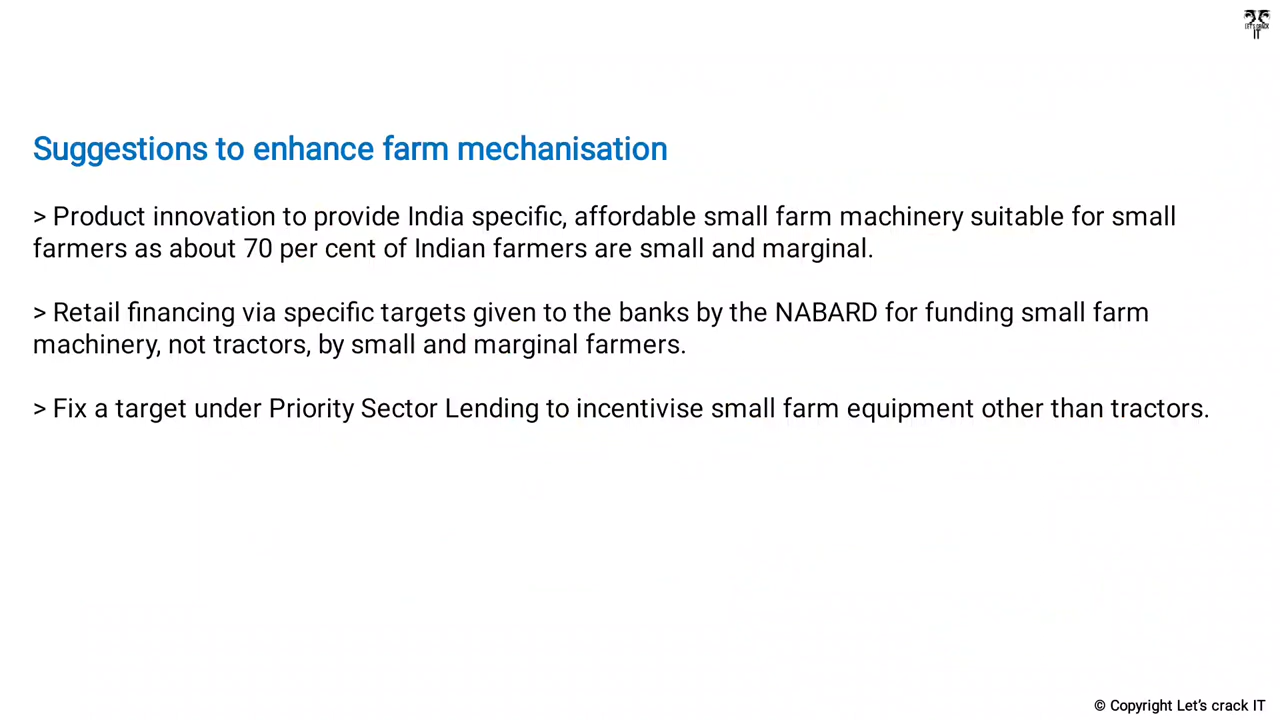 LET'S CRACK
IT
Suggestions to enhance farm mechanisation
> Product innovation to provide India specific, affordable small farm machinery suitable for small
farmers as about 70 per cent of Indian farmers are small and marginal.
> Retail financing via specific targets given to the banks by the NABARD for funding small farm
machinery, not tractors, by small and marginal farmers.
> Fix a target under Priority Sector Lending to incentivise small farm equipment other than tractors.
© Copyright Let's crack IT